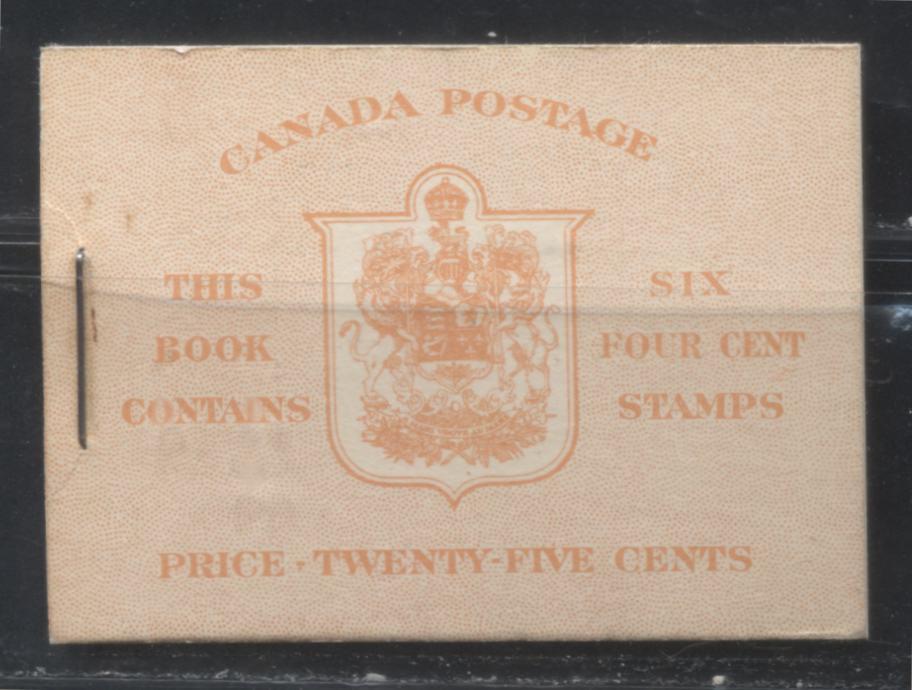 CANADA POSTAGE
THIS
BOOK
CONTAINS
SIX
FOUR CENT
STAMPS
PRICE · TWENTY-FIVE CENTS